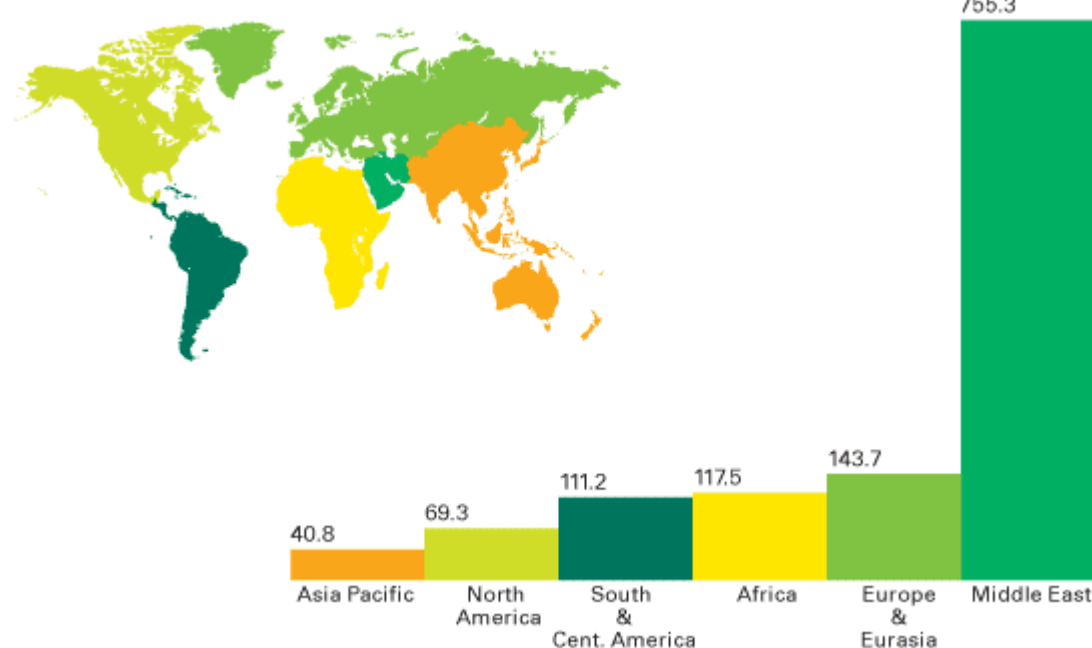 755.3
143.7
117.5
111.2
69.3
40.8
Asia Pacific
North
America
South
&
Cent. America
Africa
Europe
&
Eurasia
Middle East